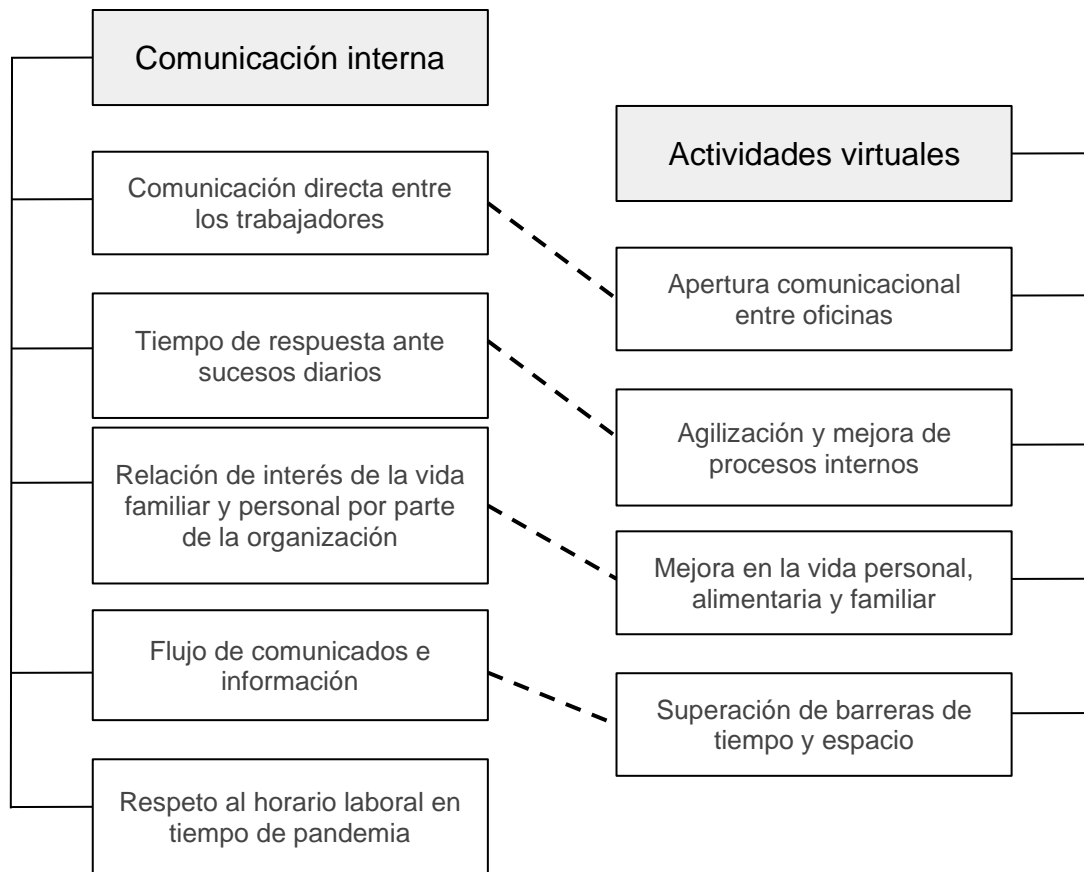 Comunicación interna
Comunicación directa entre
los trabajadores
Tiempo de respuesta ante
sucesos diarios
Relación de interés de la vida
familiar y personal por parte
de la organización
Flujo de comunicados e
información
Respeto al horario laboral en
tiempo de pandemia
Actividades virtuales
Apertura comunicacional
entre oficinas
Agilización y mejora de
procesos internos
Mejora en la vida personal,
alimentaria y familiar
Superación de barreras de
tiempo y espacio